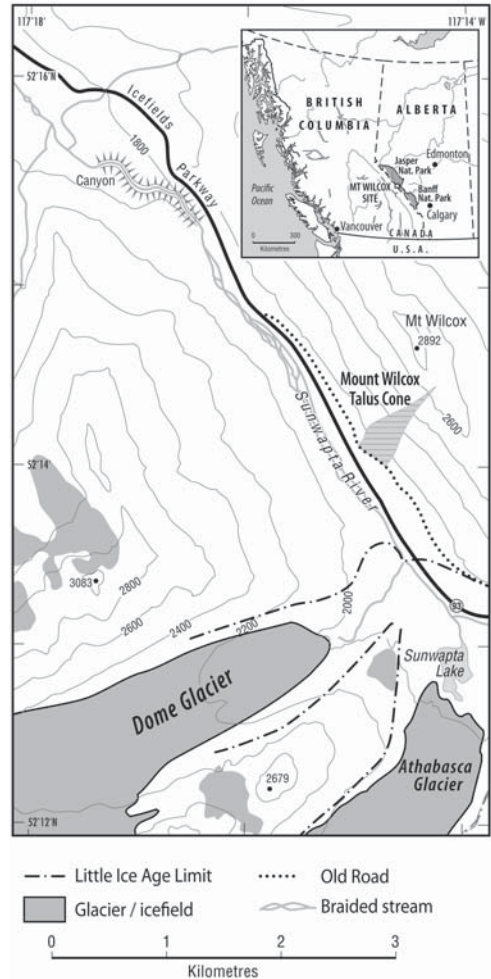 117°18'
117°14' W
52°16'N
Icefields
Parkway
1800
Canyon
BRITISH
COLUMBIA
ALBERTA
Jasper
Nat. Park
Edmonton
MT WILCOX
SITE
Banff
Nat. Park
Calgary
Pacific
Ocean
Vancouver
CANADA
U.S.A.
0 300
Kilometres
Mt Wilcox
2892
Mount Wilcox
Talus Cone
2600
Sunwapta River
52°14'
3083
2800
2600
2400
2200
2000
93
Sunwapta
Lake
Dome Glacier
Athabasca
Glacier
2679
52°12'N
Little Ice Age Limit
Old Road
Glacier / icefield
Braided stream
0 1 2 3
Kilometres